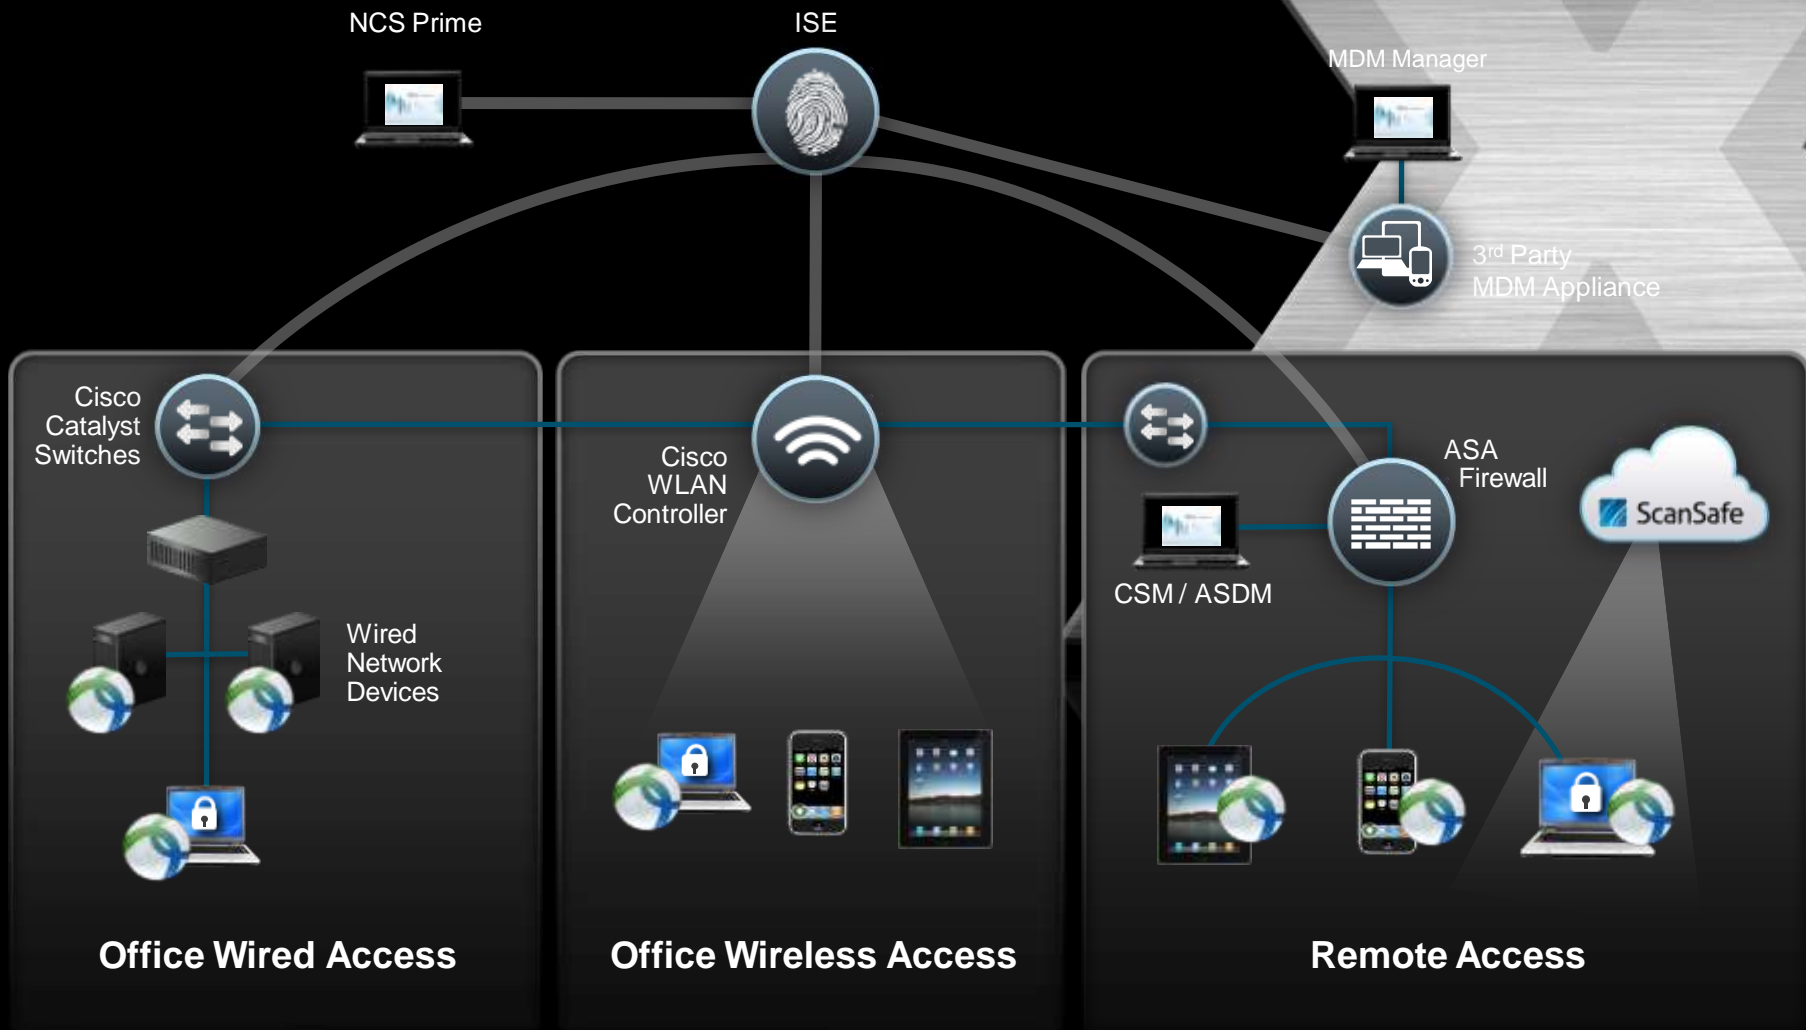 NCS Prime
ISE
MDM Manager
3rd Party
MDM Appliance
Cisco
Catalyst
Switches
Cisco
WLAN
Controller
ASA
Firewall
ScanSafe
CSM / ASDM
Wired
Network
Devices
Office Wired Access
Office Wireless Access
Remote Access